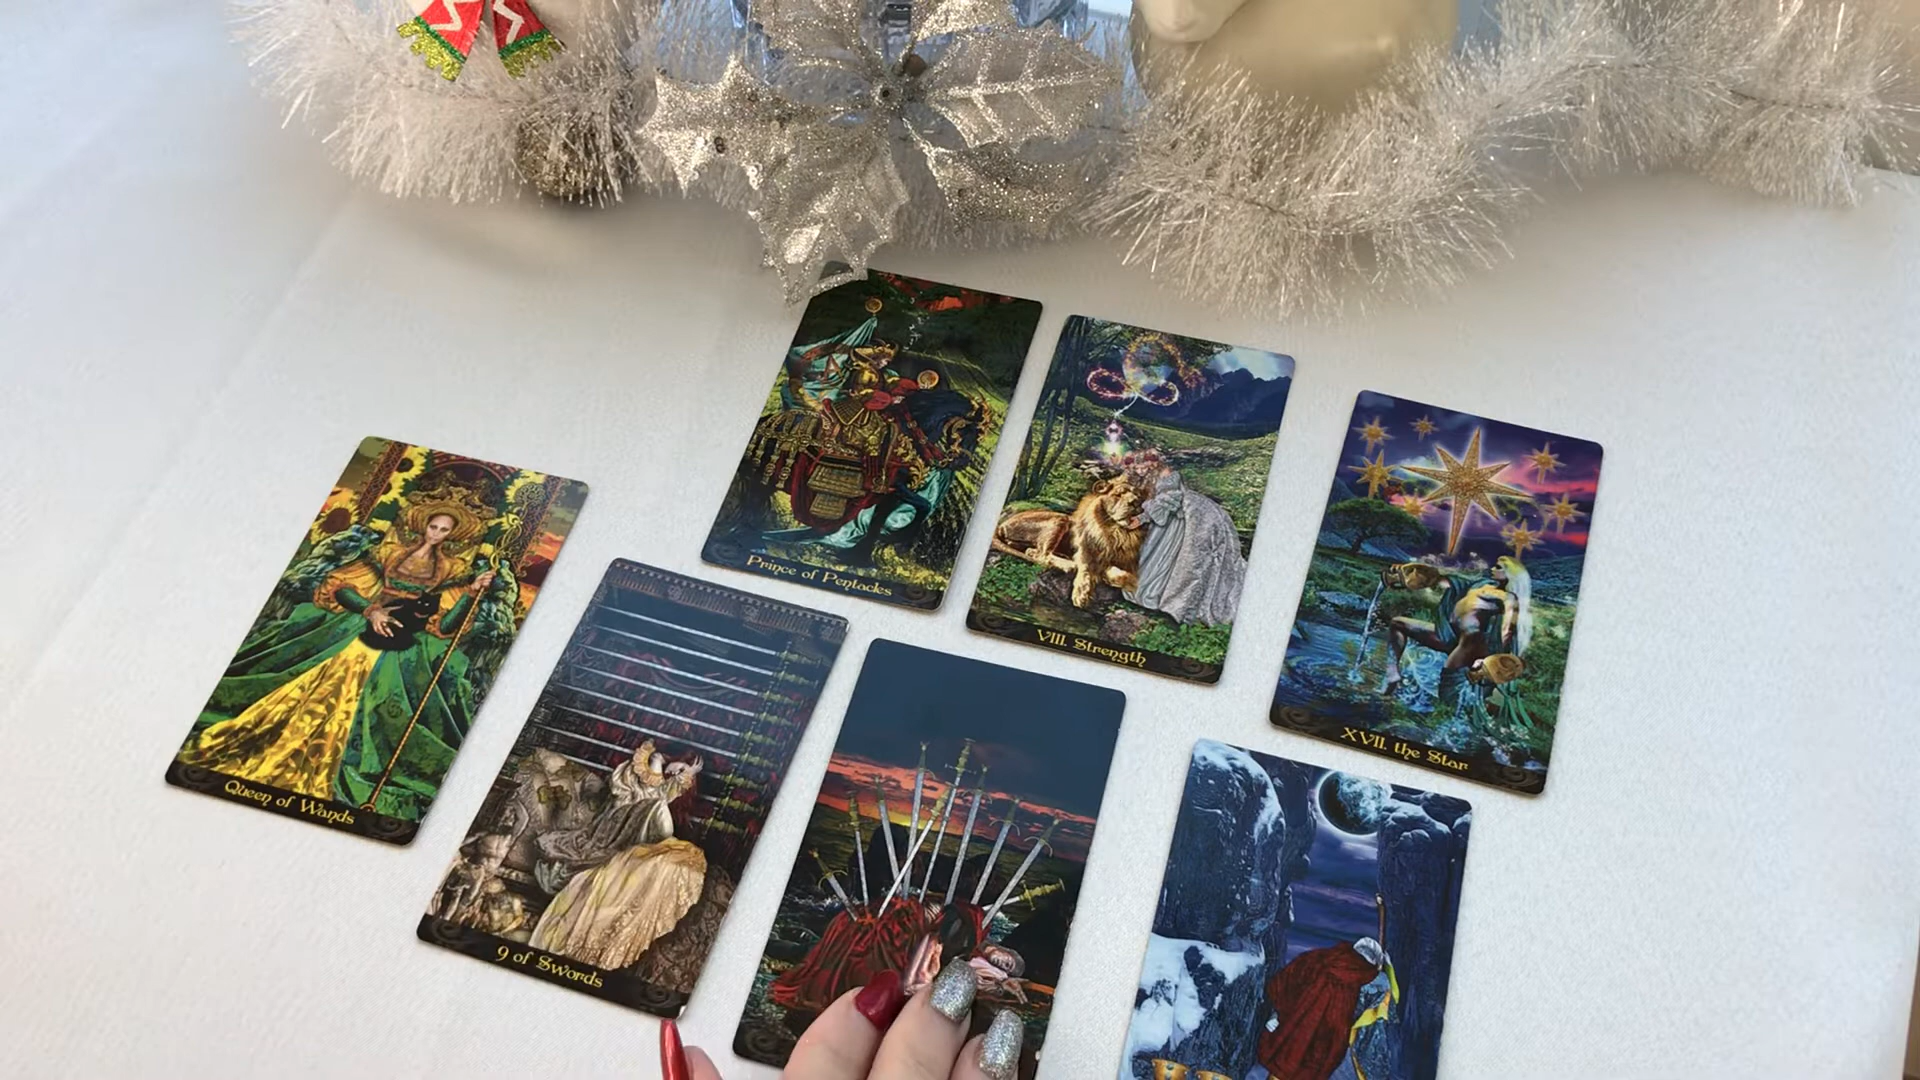 Prince of Pentacles
VIII. Strength
XVII. the Star
Queen of Wands
9 of Swords